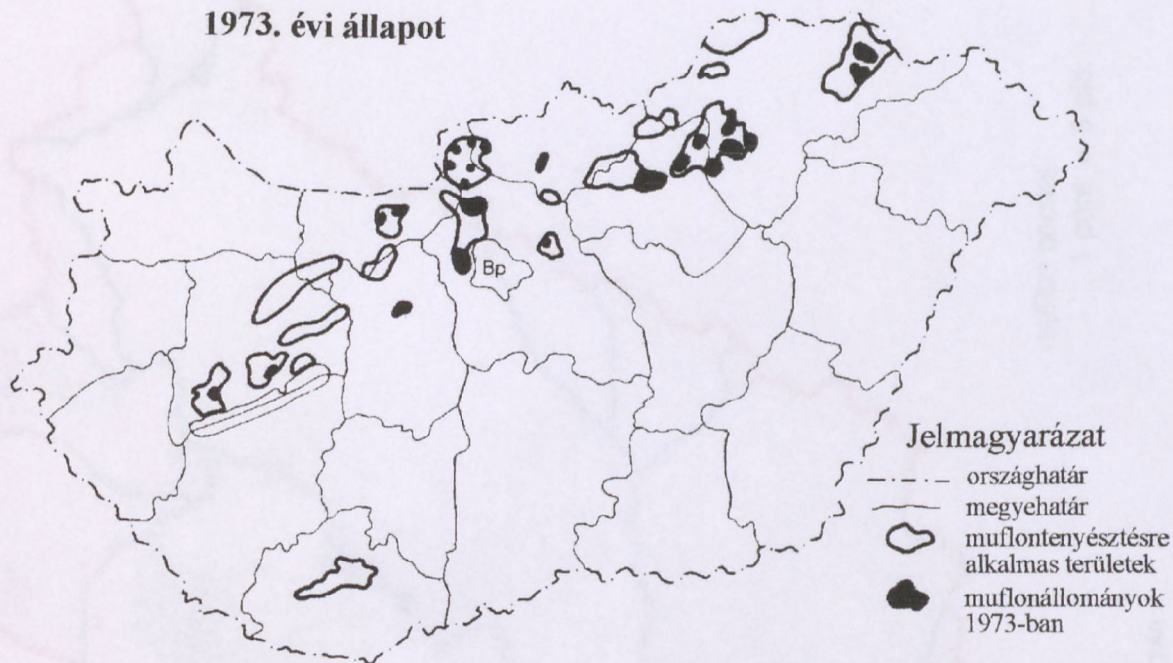 1973. évi állapot
Bp
Jelmagyarázat
országhatár
megyehatár
muflontenyésztésre
alkalmas területek
muflonállományok
1973-ban